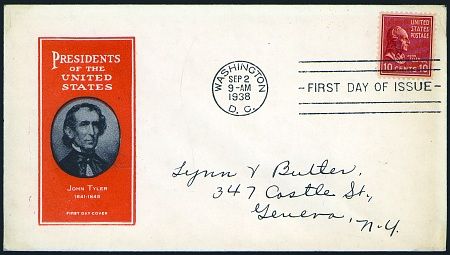 PRESIDENTS
OF THE
UNITED
STATES
JOHN TYLER
1841-1845
FIRST DAY COVER
WASHINGTON
SEP 2
9-AM
1938
D. C.
FIRST DAY OF ISSUE
UNITED
STATES
POSTAGE
10 CENTS 10
Lynn Butler,
347 Castle St.,
Geneva,
N.Y.